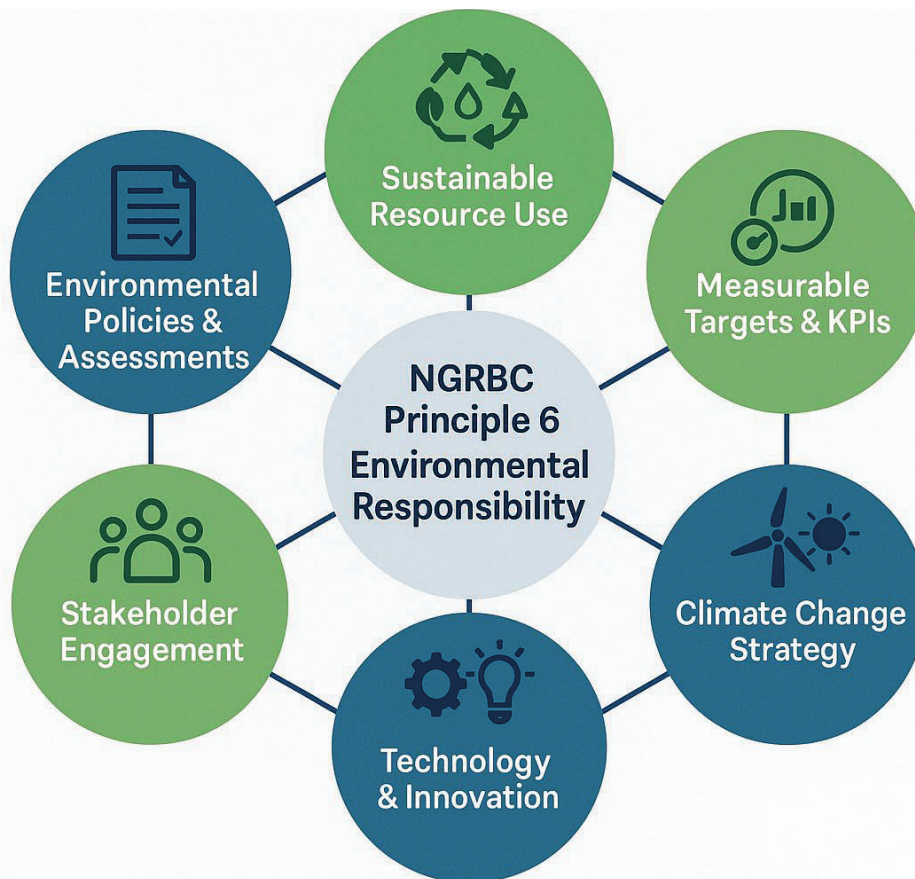 Sustainable
Resource Use
Environmental
Policies &
Assessments
Measurable
Targets & KPIs
NGRBC
Principle 6
Environmental
Responsibility
Stakeholder
Engagement
Climate Change
Strategy
Technology
& Innovation